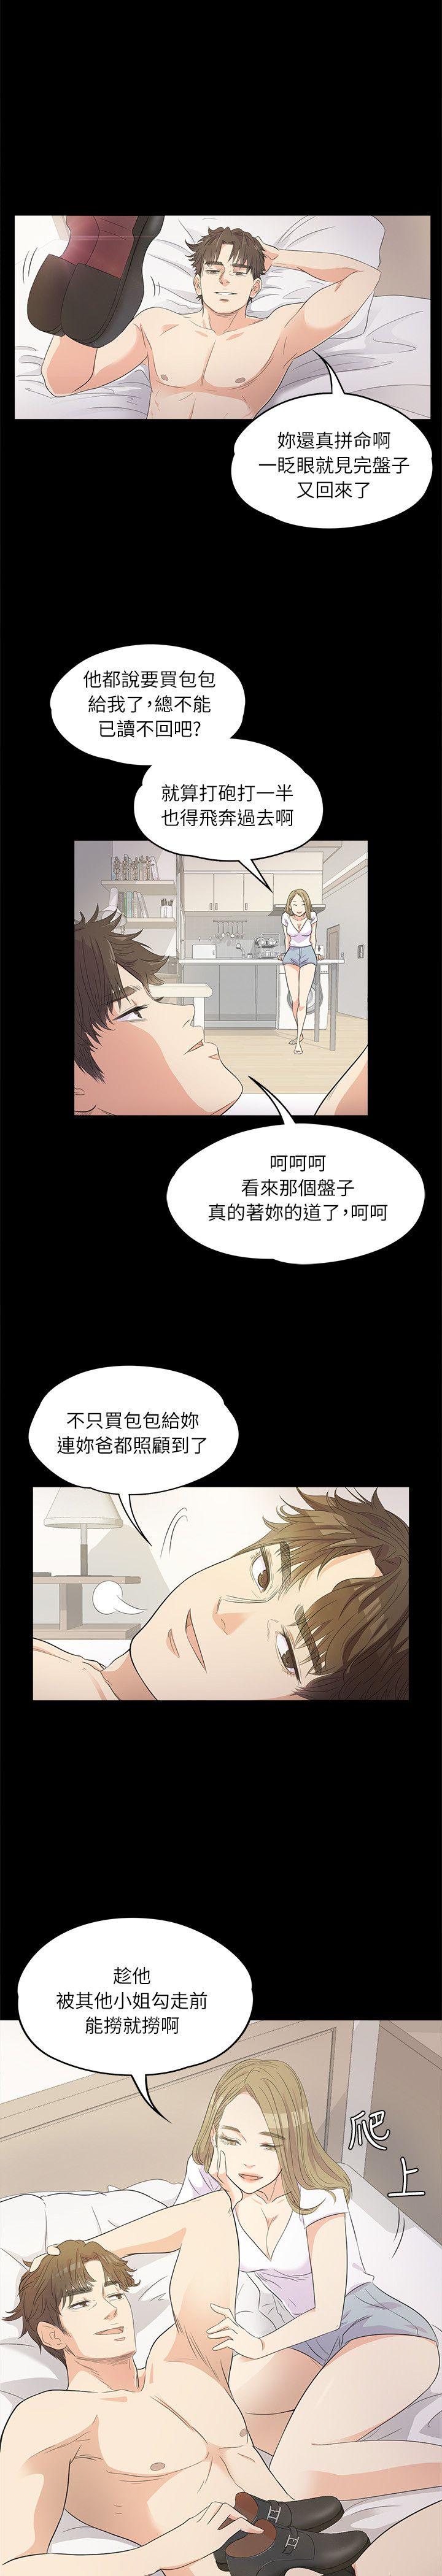 妳還真拼命啊
一眨眼就見完盤子
又回來了
他都說要買包包
給我了，總不能
已讀不回吧？
就算打砲打一半
也得飛奔過去啊
呵呵呵
看來那個盤子
真的著妳的道了，呵呵
不只買包包給妳
連妳爸都照顧到了
趁他
被其他小姐勾走前
能撈就撈啊
爬
上